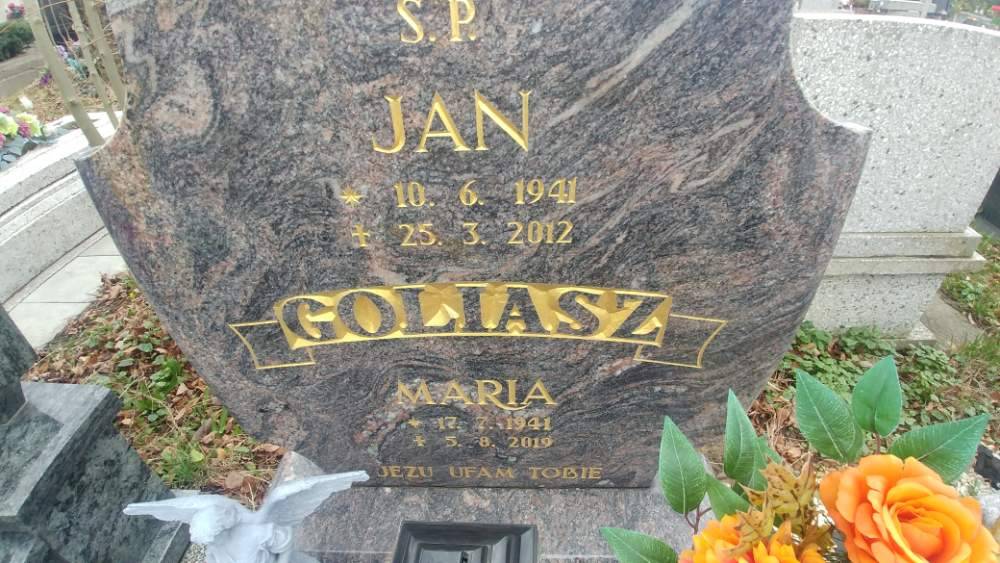 S.P.
JAN
* 10. 6. 1941
✝ 25. 3. 2012
GOLIASZ
MARIA
* 17. 7. 1941
✝ 5. 8. 2019
JEZU UFAM TOBIE